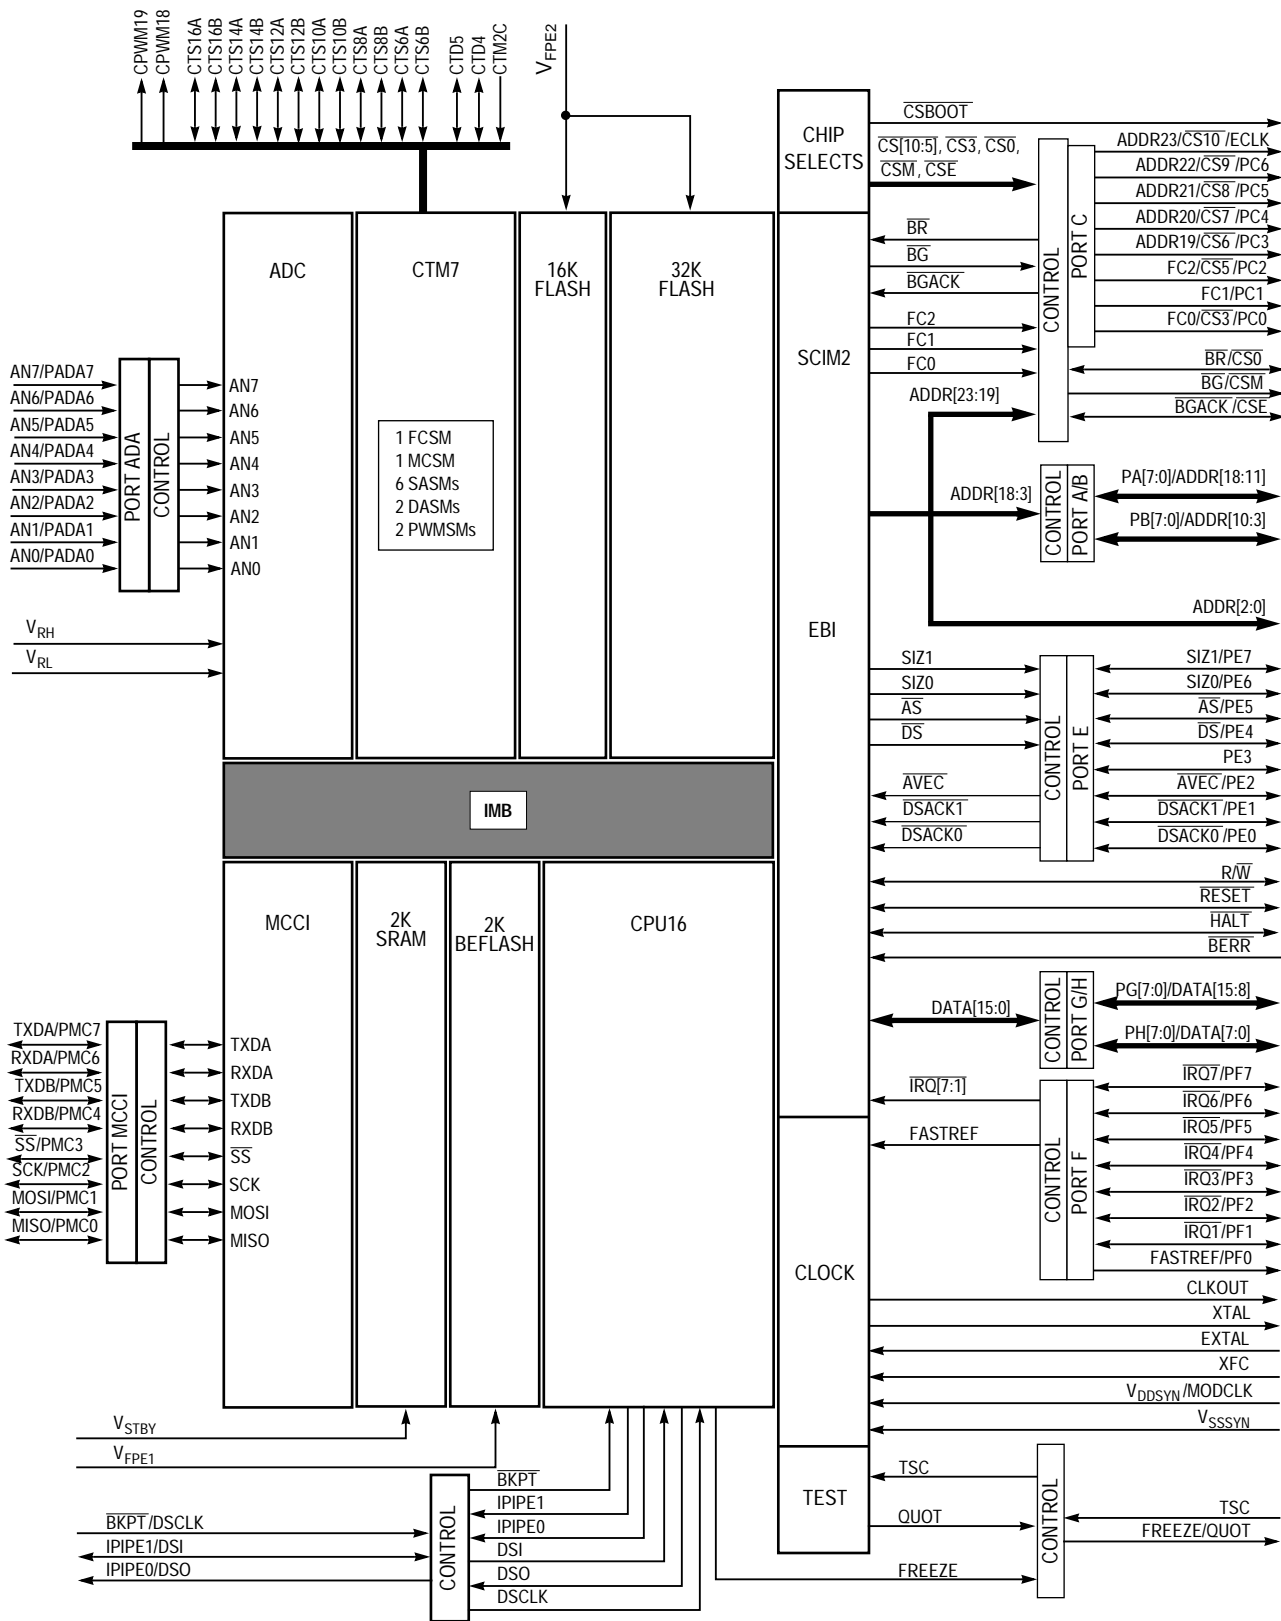 CPWM19
CPWM18
CTS16A
CTS16B
CTS14A
CTS14B
CTS12A
CTS12B
CTS10A
CTS10B
CTS8A
CTS8B
CTS6A
CTS6B
CTD5
CTD4
CTM2C
VFPE2
ADC
CTM7
16K
FLASH
32K
FLASH
1 FCSM
1 MCSM
6 SASMs
2 DASMs
2 PWMSMs
AN7/PADA7
AN6/PADA6
AN5/PADA5
AN4/PADA4
AN3/PADA3
AN2/PADA2
AN1/PADA1
AN0/PADA0
PORT ADA
CONTROL
AN7
AN6
AN5
AN4
AN3
AN2
AN1
AN0
VRH
VRL
IMB
MCCI
2K
SRAM
2K
BEFLASH
CPU16
TXDA/PMC7
RXDA/PMC6
TXDB/PMC5
RXDB/PMC4
SS/PMC3
SCK/PMC2
MOSI/PMC1
MISO/PMC0
PORT MCCI
CONTROL
TXDA
RXDA
TXDB
RXDB
SS
SCK
MOSI
MISO
VSTBY
VFPE1
BKPT/DSCLK
IPIPE1/DSI
IPIPE0/DSO
CONTROL
BKPT
IPIPE1
IPIPE0
DSI
DSO
DSCLK
CHIP
SELECTS
SCIM2
EBI
CLOCK
TEST
CSBOOT
CS[10:5], CS3, CS0,
CSM, CSE
BR
BG
BGACK
FC2
FC1
FC0
ADDR[23:19]
CONTROL
PORT C
ADDR23/CS10/ECLK
ADDR22/CS9/PC6
ADDR21/CS8/PC5
ADDR20/CS7/PC4
ADDR19/CS6/PC3
FC2/CS5/PC2
FC1/PC1
FC0/CS3/PC0
BR/CS0
BG/CSM
BGACK/CSE
ADDR[18:3]
CONTROL
PORT A/B
PA[7:0]/ADDR[18:11]
PB[7:0]/ADDR[10:3]
ADDR[2:0]
SIZ1
SIZ0
AS
DS
AVEC
DSACK1
DSACK0
CONTROL
PORT E
SIZ1/PE7
SIZ0/PE6
AS/PE5
DS/PE4
PE3
AVEC/PE2
DSACK1/PE1
DSACK0/PE0
R/W
RESET
HALT
BERR
DATA[15:0]
CONTROL
PORT G/H
PG[7:0]/DATA[15:8]
PH[7:0]/DATA[7:0]
IRQ[7:1]
FASTREF
CONTROL
PORT F
IRQ7/PF7
IRQ6/PF6
IRQ5/PF5
IRQ4/PF4
IRQ3/PF3
IRQ2/PF2
IRQ1/PF1
FASTREF/PF0
CLKOUT
XTAL
EXTAL
XFC
VDDSYN/MODCLK
VSSSYN
TSC
QUOT
FREEZE
CONTROL
TSC
FREEZE/QUOT